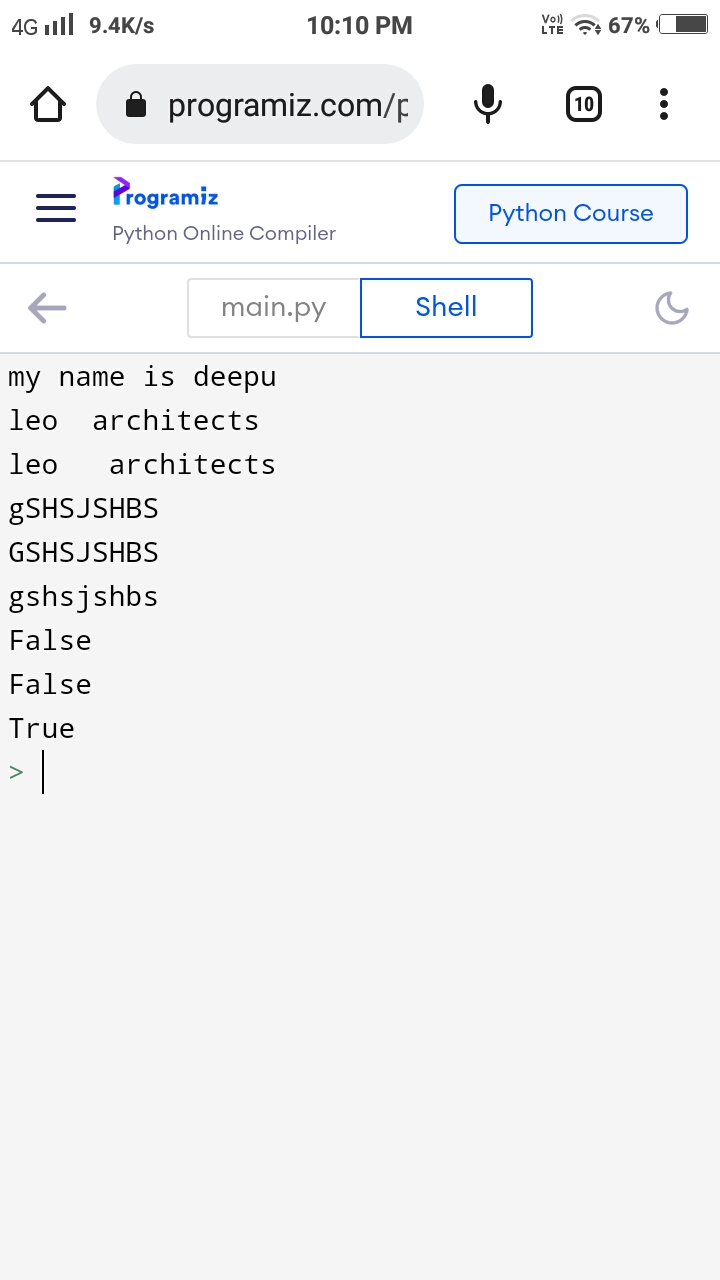 4G 9.4K/s 10:10 PM Vo)) LTE 67%
programiz.com/p 10
Programiz
Python Online Compiler
Python Course
main.py Shell
my name is deepu
leo  architects
leo   architects
gSHSJSHBS
GSHSJSHBS
gshsjshbs
False
False
True
>